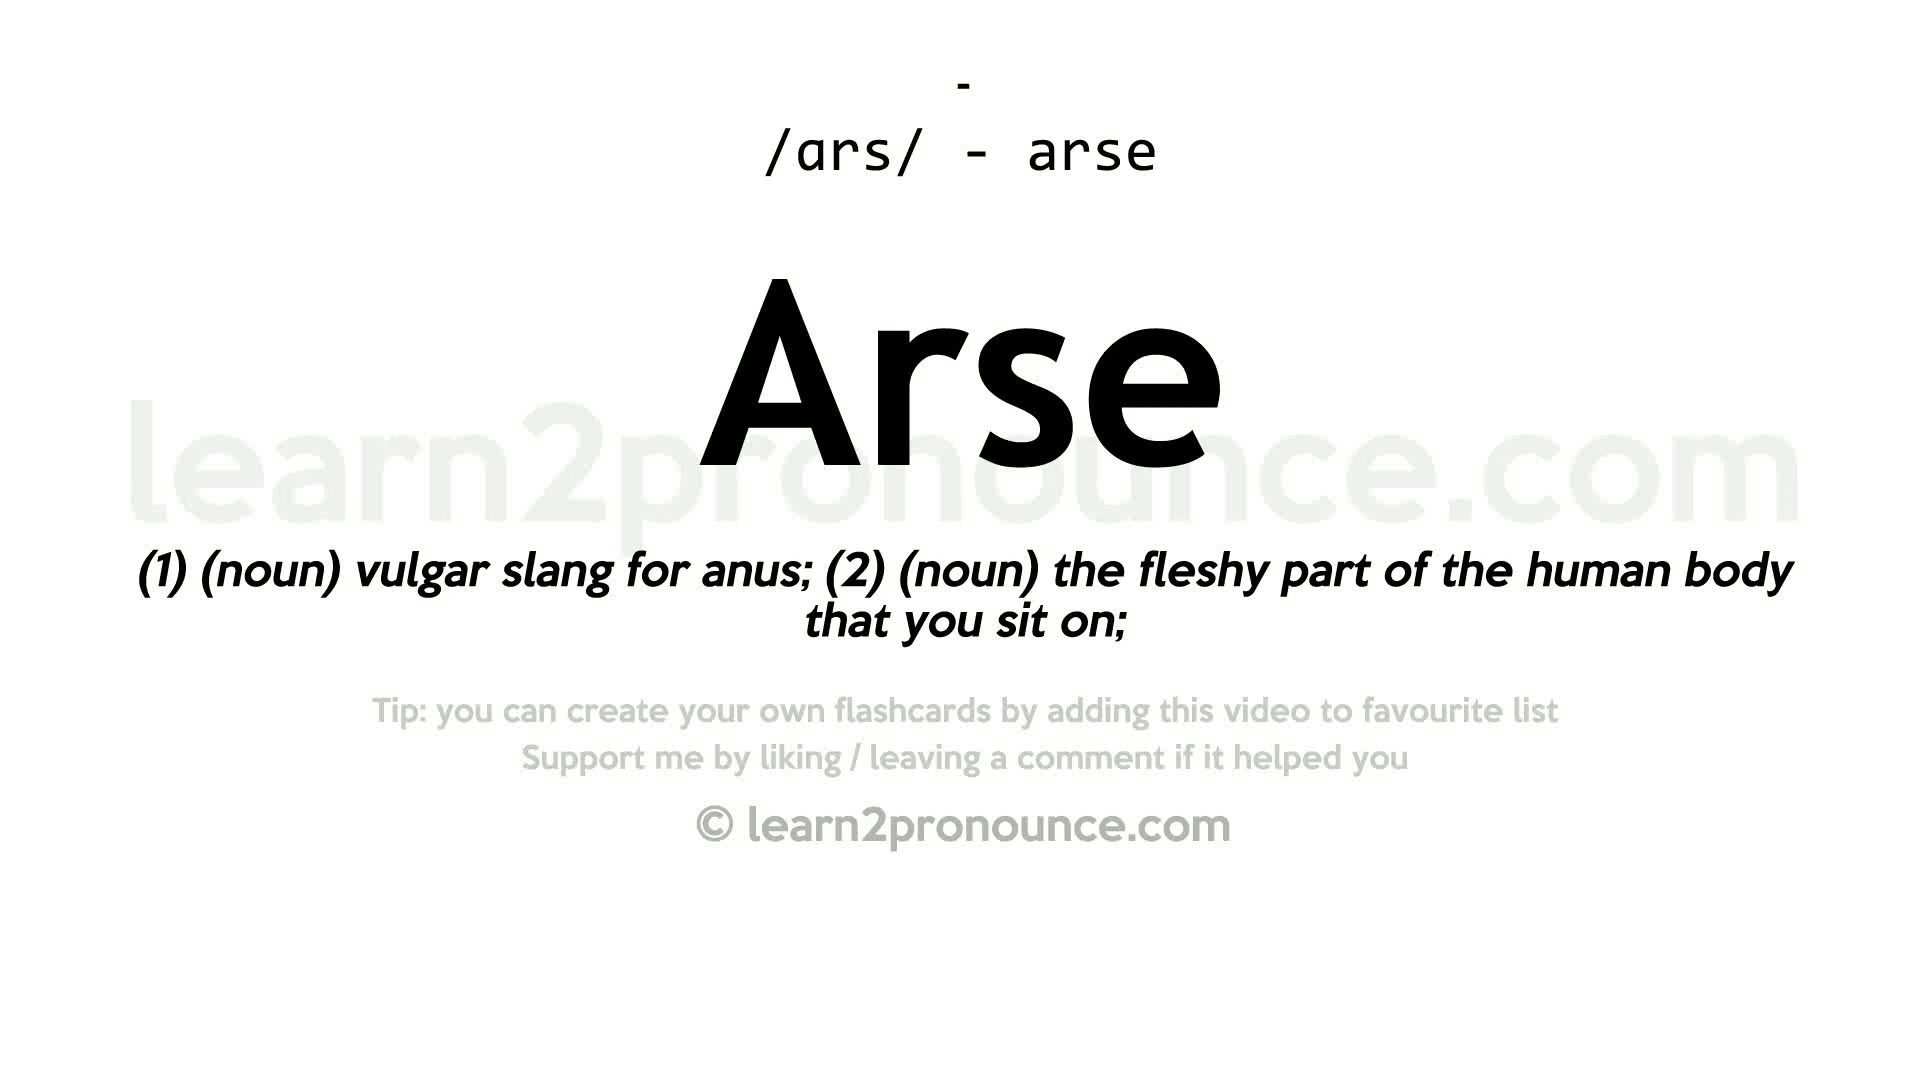 -
/ɑrs/ - arse
Arse
learn2pronounce.com
(1) (noun) vulgar slang for anus; (2) (noun) the fleshy part of the human body
that you sit on;
Tip: you can create your own flashcards by adding this video to favourite list
Support me by liking / leaving a comment if it helped you
© learn2pronounce.com